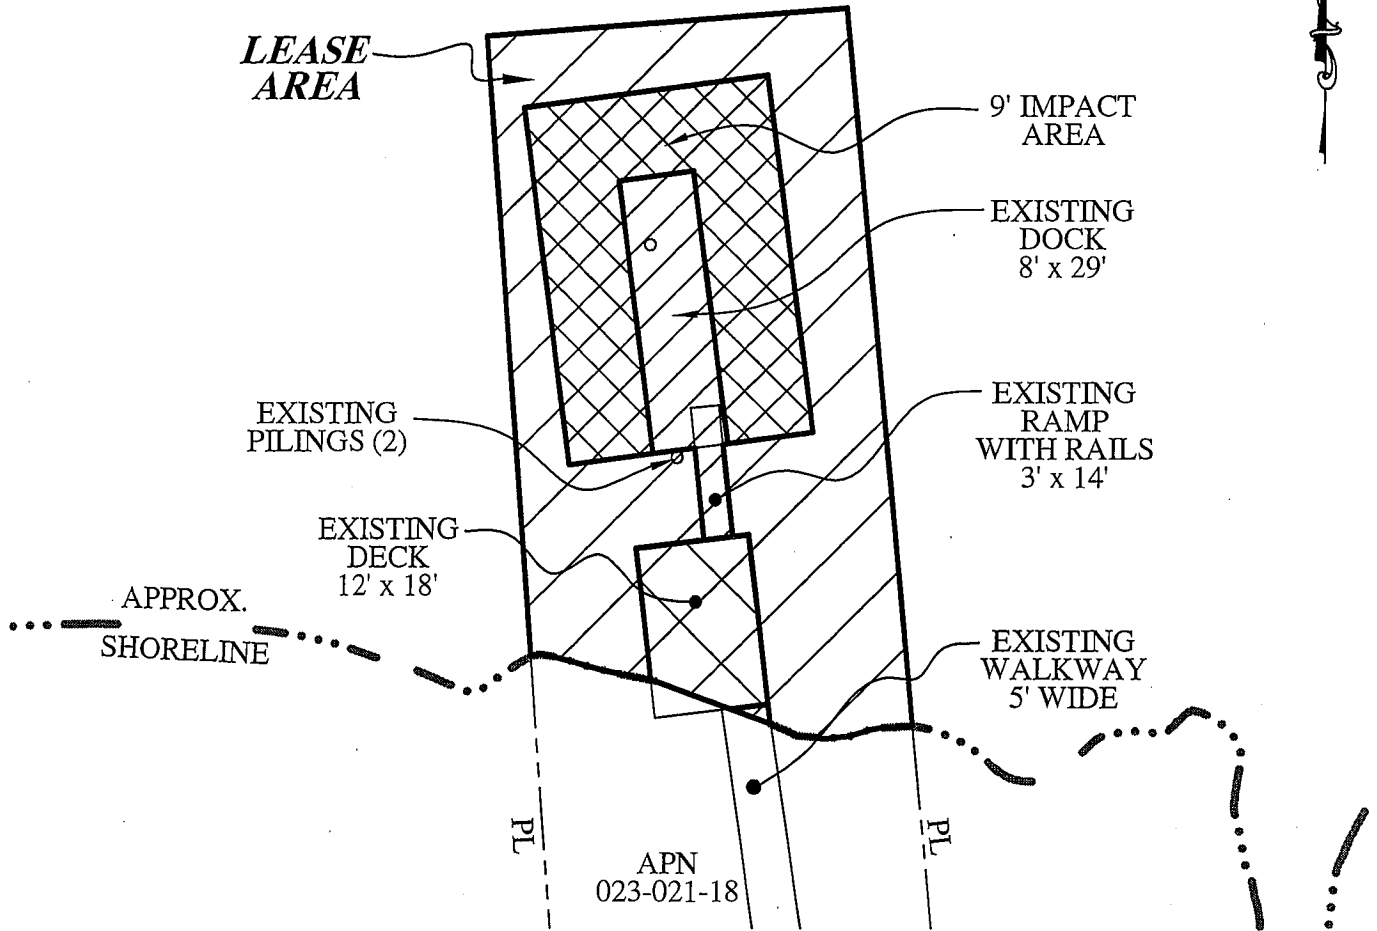 LEASE
AREA
9' IMPACT
AREA
EXISTING
DOCK
8' x 29'
EXISTING
PILINGS (2)
EXISTING
RAMP
WITH RAILS
3' x 14'
EXISTING
DECK
12' x 18'
APPROX.
SHORELINE
EXISTING
WALKWAY
5' WIDE
PL
PL
APN
023-021-18